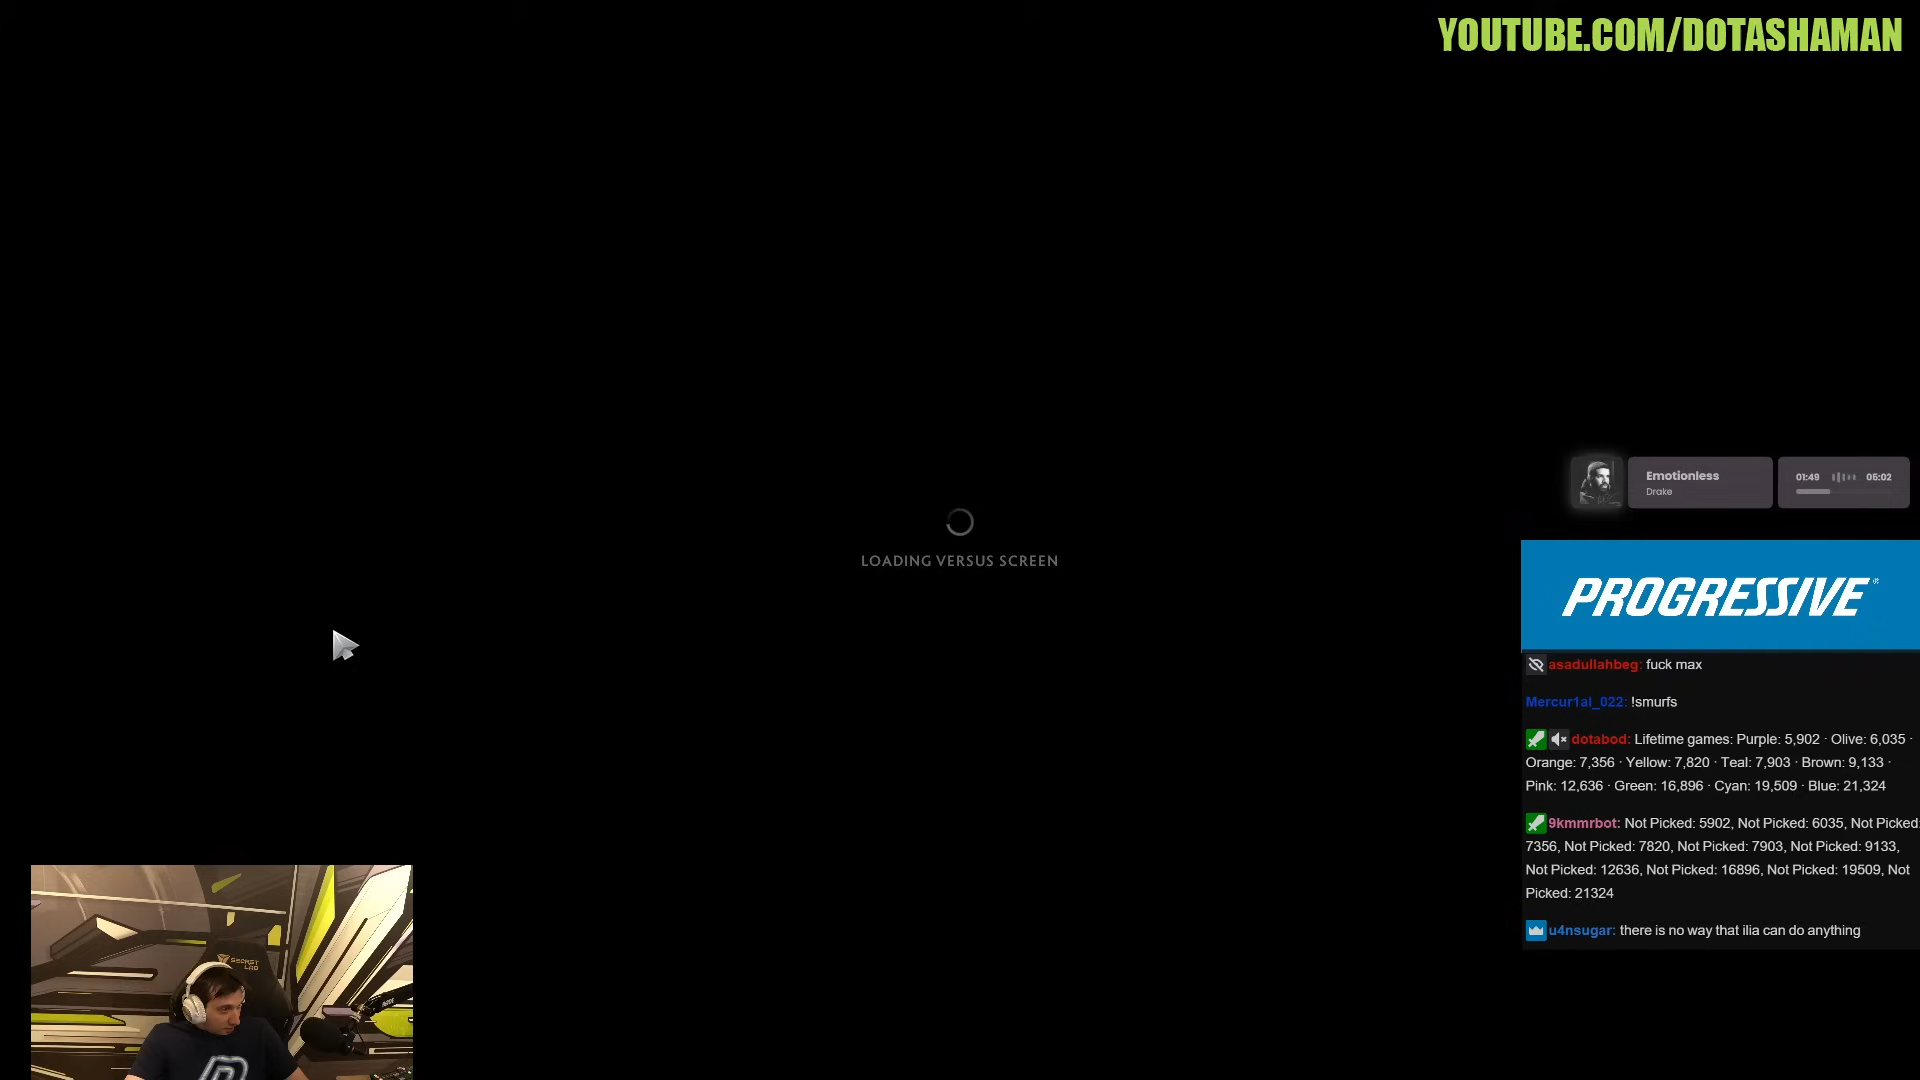 YOUTUBE.COM/DOTASHAMAN
Emotionless
Drake
01:49
05:02
LOADING VERSUS SCREEN
PROGRESSIVE®
asadullahbeg: fuck max
Mercur1al_022: !smurfs
dotabod: Lifetime games: Purple: 5,902 · Olive: 6,035 ·
Orange: 7,356 · Yellow: 7,820 · Teal: 7,903 · Brown: 9,133 ·
Pink: 12,636 · Green: 16,896 · Cyan: 19,509 · Blue: 21,324
9kmmrbot: Not Picked: 5902, Not Picked: 6035, Not Picked:
7356, Not Picked: 7820, Not Picked: 7903, Not Picked: 9133,
Not Picked: 12636, Not Picked: 16896, Not Picked: 19509, Not
Picked: 21324
u4nsugar: there is no way that ilia can do anything
SECRET
LAB